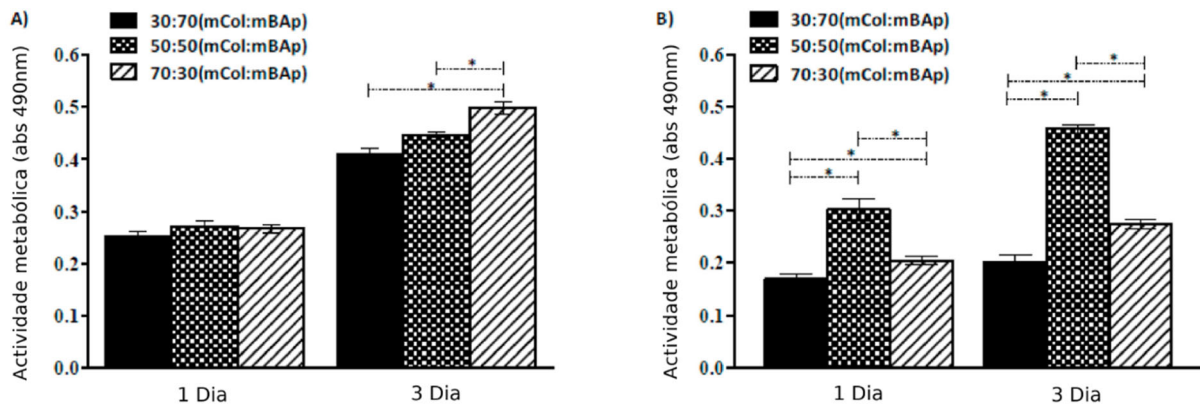 A)
30:70(mCol:mBAp)
50:50(mCol:mBAp)
70:30(mCol:mBAp)
Actividade metabólica (abs 490nm)
0.6
0.5
0.4
0.3
0.2
0.1
0.0
*
*
1 Dia
3 Dia
B)
30:70(mCol:mBAp)
50:50(mCol:mBAp)
70:30(mCol:mBAp)
Actividade metabólica (abs 490nm)
0.6
0.5
0.4
0.3
0.2
0.1
0.0
*
*
*
*
*
*
1 Dia
3 Dia